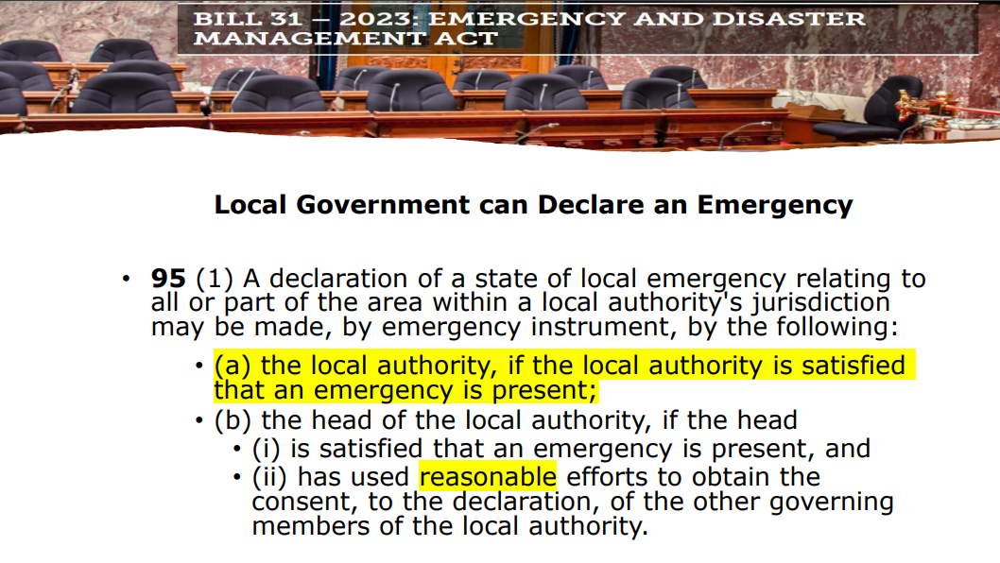 BILL 31 – 2023: EMERGENCY AND DISASTER
MANAGEMENT ACT
Local Government can Declare an Emergency
• 95 (1) A declaration of a state of local emergency relating to
all or part of the area within a local authority's jurisdiction
may be made, by emergency instrument, by the following:
• (a) the local authority, if the local authority is satisfied
that an emergency is present;
• (b) the head of the local authority, if the head
• (i) is satisfied that an emergency is present, and
• (ii) has used reasonable efforts to obtain the
consent, to the declaration, of the other governing
members of the local authority.